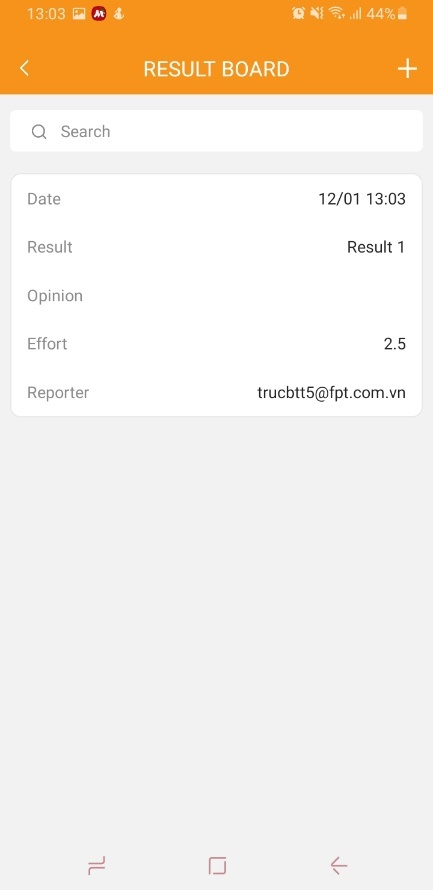 13:03 44%
RESULT BOARD
Search
Date 12/01 13:03
Result Result 1
Opinion
Effort 2.5
Reporter trucbtt5@fpt.com.vn